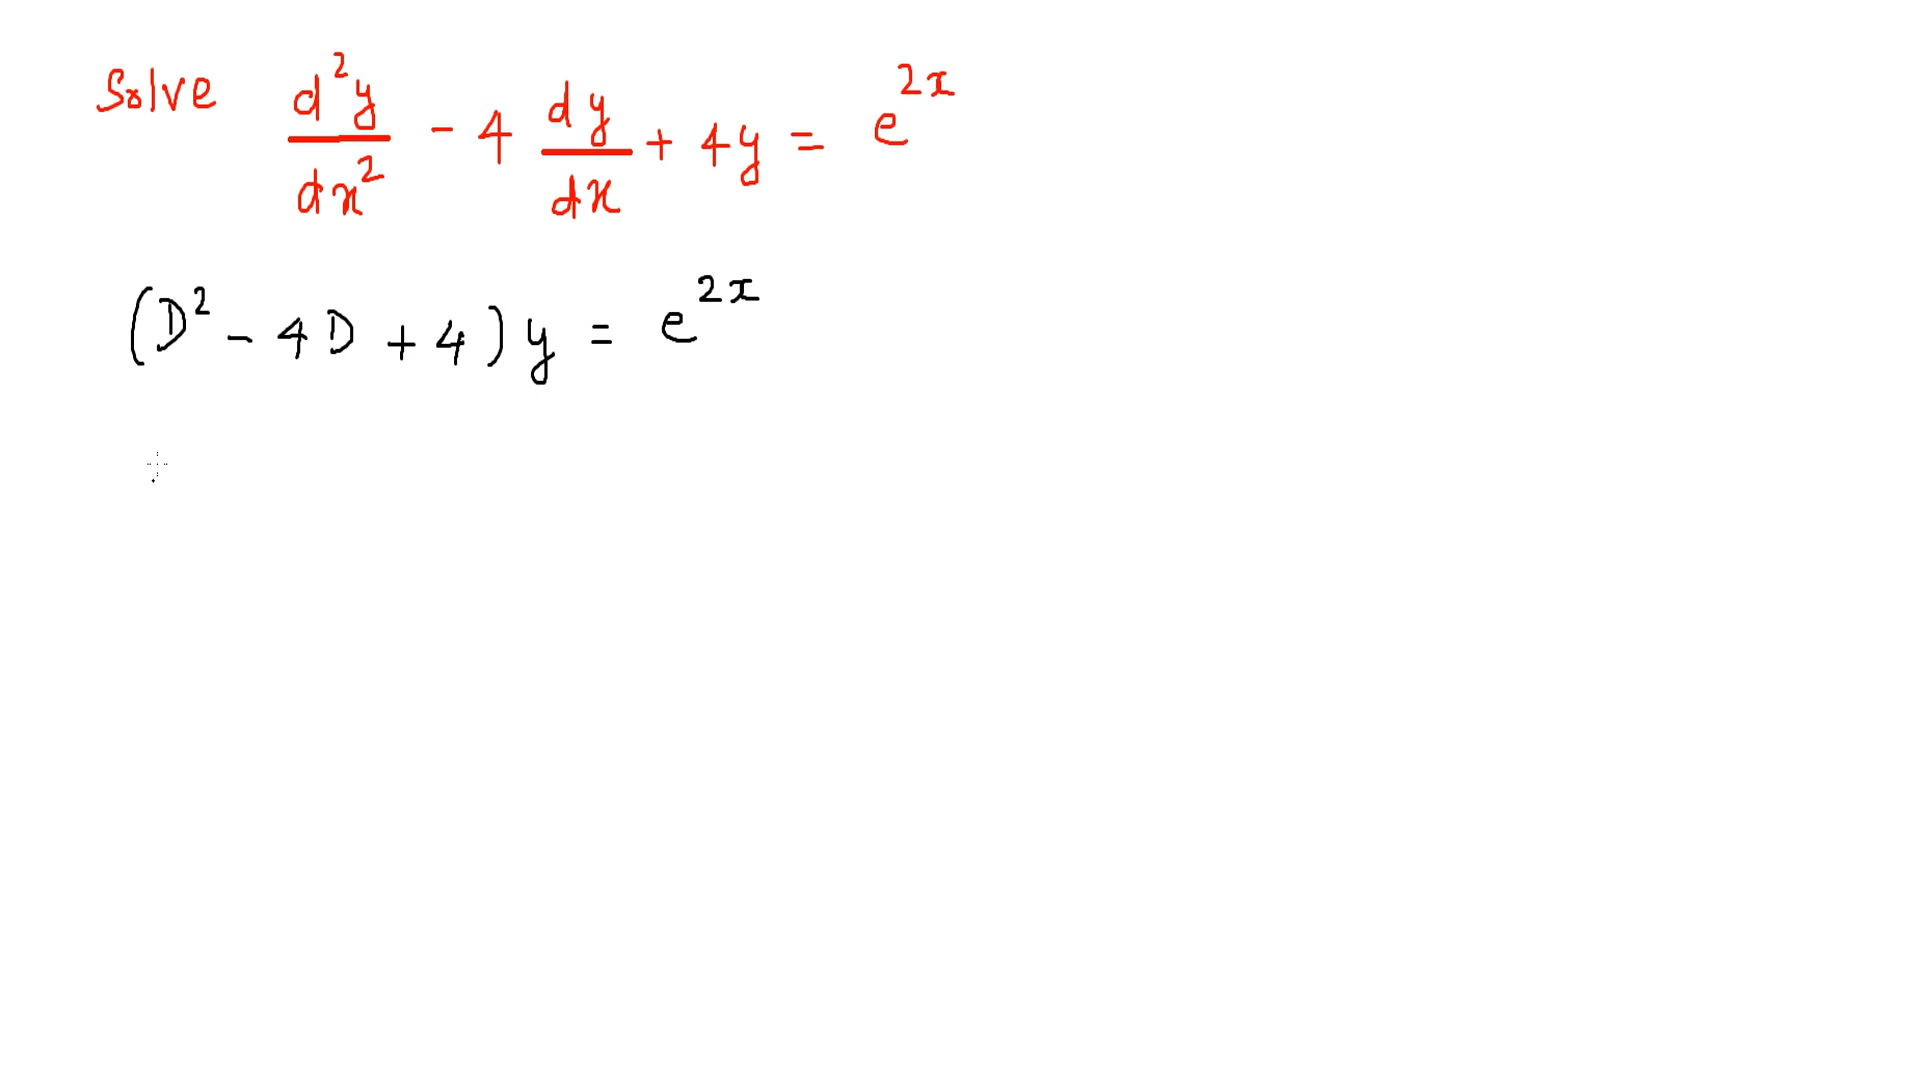 Solve d²y/dx² - 4 dy/dx + 4y = e^{2x}
(D² - 4D + 4) y = e^{2x}